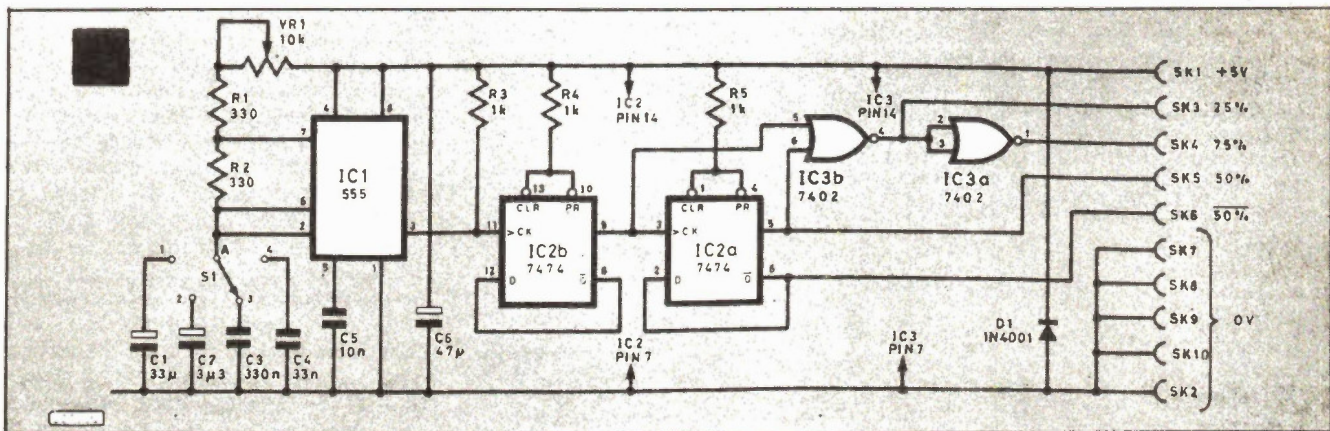 VR1
10k
R1
330
R2
330
4
8
7
6
2
3
5
1
IC1
555
1
A
4
S1
2
3
C1
33µ
C2
3µ3
C3
330n
C4
33n
C5
10n
C6
47µ
R3
1k
R4
1k
IC2
PIN14
13
10
CLR
PR
11
>CK
9
IC2b
7474
12
D
Q̅
8
IC2
PIN7
R5
1k
1
4
CLR
PR
3
>CK
5
IC2a
7474
2
D
Q̅
6
IC3
PIN14
5
6
4
IC3b
7402
2
3
1
IC3a
7402
IC3
PIN7
D1
1N4001
SK1 +5V
SK3 25%
SK4 75%
SK5 50%
SK6 5̅0̅%̅
SK7
SK8
SK9
SK10
SK2
0V